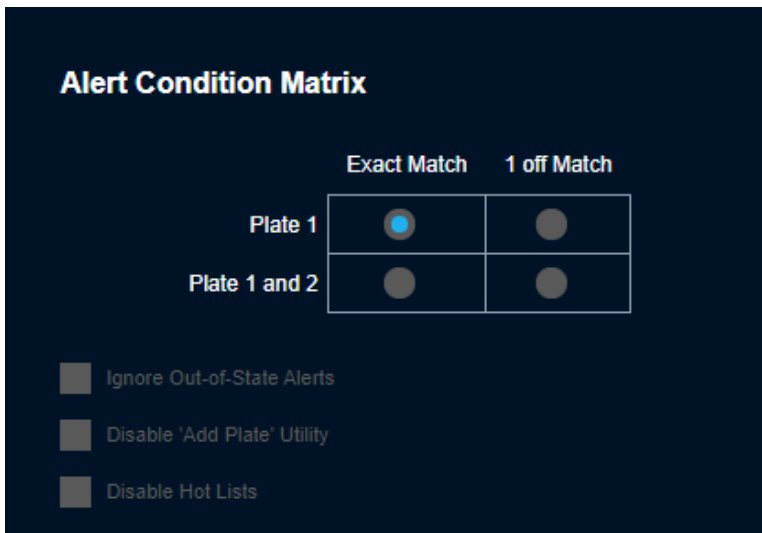 Alert Condition Matrix
Exact Match 1 off Match
Plate 1
Plate 1 and 2
Ignore Out-of-State Alerts
Disable 'Add Plate' Utility
Disable Hot Lists